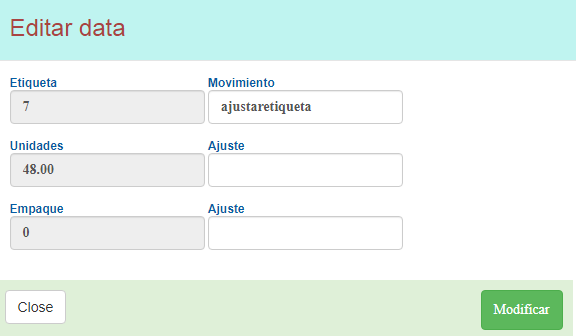 Editar data
Etiqueta Movimiento
7 ajustaretiqueta
Unidades Ajuste
48.00
Empaque Ajuste
0
Close Modificar